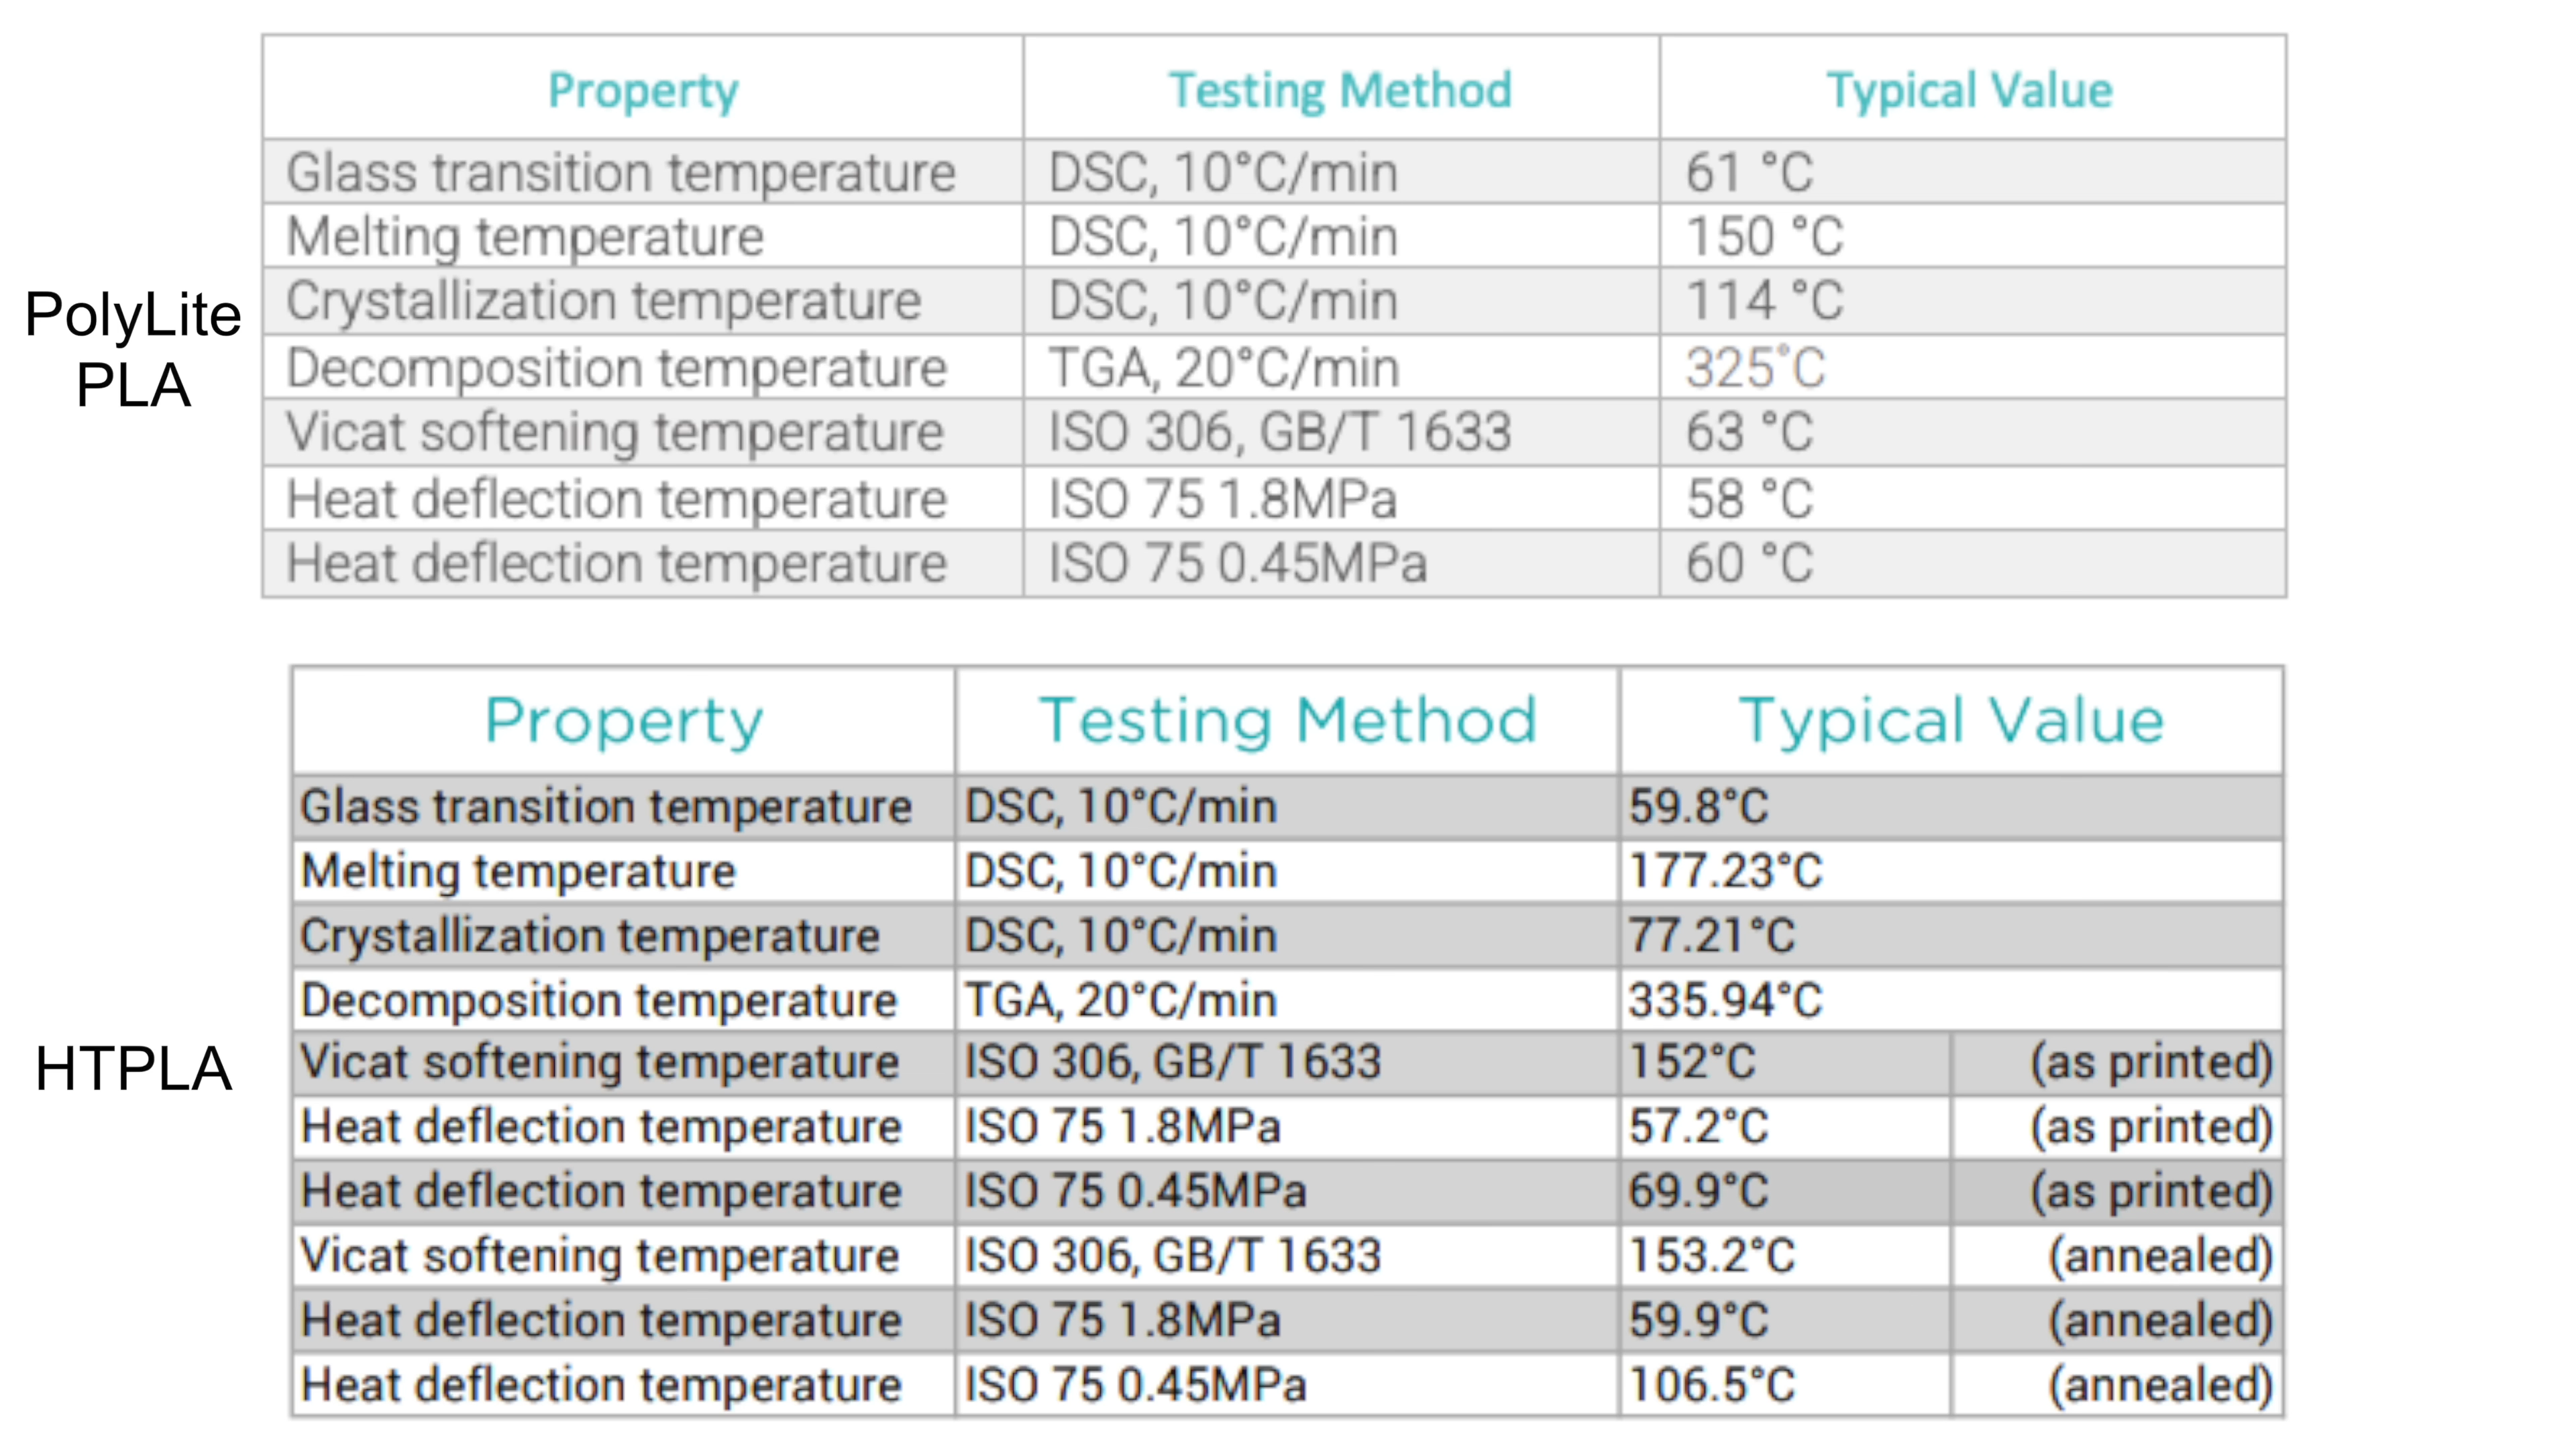 PolyLite
PLA
Property Testing Method Typical Value
Glass transition temperature DSC, 10°C/min 61 °C
Melting temperature DSC, 10°C/min 150 °C
Crystallization temperature DSC, 10°C/min 114 °C
Decomposition temperature TGA, 20°C/min 325°C
Vicat softening temperature ISO 306, GB/T 1633 63 °C
Heat deflection temperature ISO 75 1.8MPa 58 °C
Heat deflection temperature ISO 75 0.45MPa 60 °C
HTPLA
Property Testing Method Typical Value
Glass transition temperature DSC, 10°C/min 59.8°C
Melting temperature DSC, 10°C/min 177.23°C
Crystallization temperature DSC, 10°C/min 77.21°C
Decomposition temperature TGA, 20°C/min 335.94°C
Vicat softening temperature ISO 306, GB/T 1633 152°C (as printed)
Heat deflection temperature ISO 75 1.8MPa 57.2°C (as printed)
Heat deflection temperature ISO 75 0.45MPa 69.9°C (as printed)
Vicat softening temperature ISO 306, GB/T 1633 153.2°C (annealed)
Heat deflection temperature ISO 75 1.8MPa 59.9°C (annealed)
Heat deflection temperature ISO 75 0.45MPa 106.5°C (annealed)